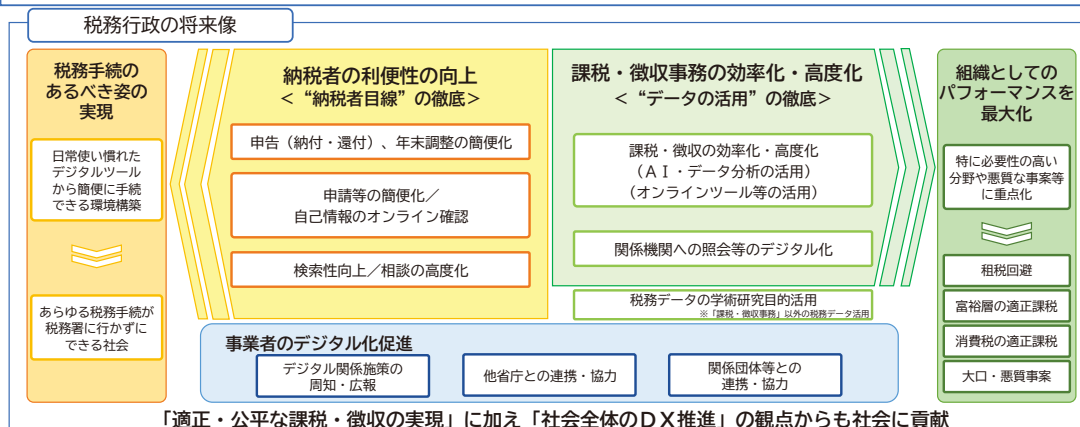 税務行政の将来像
税務手続の
あるべき姿の
実現
日常使い慣れた
デジタルツール
から簡便に手続
できる環境構築
あらゆる税務手続が
税務署に行かずに
できる社会
納税者の利便性の向上
＜“納税者目線”の徹底＞
申告（納付・還付）、年末調整の簡便化
申請等の簡便化／
自己情報のオンライン確認
検索性向上／相談の高度化
課税・徴収事務の効率化・高度化
＜“データの活用”の徹底＞
課税・徴収の効率化・高度化
（ＡＩ・データ分析の活用）
（オンラインツール等の活用）
関係機関への照会等のデジタル化
税務データの学術研究目的活用
※「課税・徴収事務」以外の税務データ活用
組織としての
パフォーマンスを
最大化
特に必要性の高い
分野や悪質な事案等
に重点化
租税回避
富裕層の適正課税
消費税の適正課税
大口・悪質事案
事業者のデジタル化促進
デジタル関係施策の
周知・広報
他省庁との連携・協力
関係団体等との
連携・協力
「適正・公平な課税・徴収の実現」に加え「社会全体のＤＸ推進」の観点からも社会に貢献